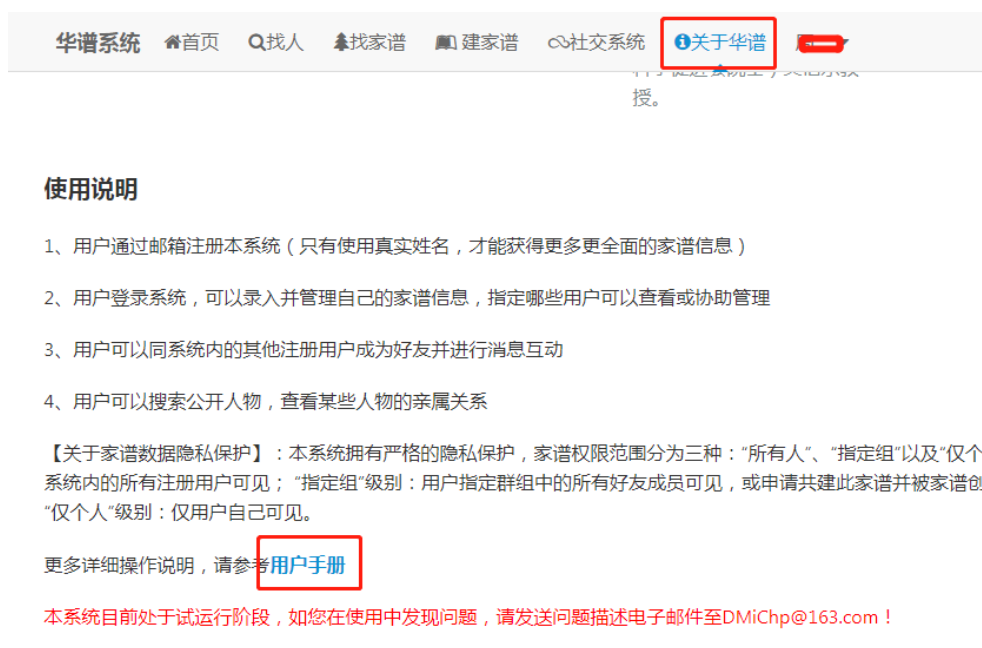 华谱系统 首页 找人 找家谱 建家谱 社交系统 关于华谱
授。
使用说明
1、用户通过邮箱注册本系统（只有使用真实姓名，才能获得更多更全面的家谱信息）
2、用户登录系统，可以录入并管理自己的家谱信息，指定哪些用户可以查看或协助管理
3、用户可以同系统内的其他注册用户成为好友并进行消息互动
4、用户可以搜索公开人物，查看某些人物的亲属关系
【关于家谱数据隐私保护】：本系统拥有严格的隐私保护，家谱权限范围分为三种：“所有人”、“指定组”以及“仅个
系统内的所有注册用户可见；“指定组”级别：用户指定群组中的所有好友成员可见，或申请共建此家谱并被家谱创
“仅个人”级别：仅用户自己可见。
更多详细操作说明，请参考用户手册
本系统目前处于试运行阶段，如您在使用中发现问题，请发送问题描述电子邮件至DMiChp@163.com！